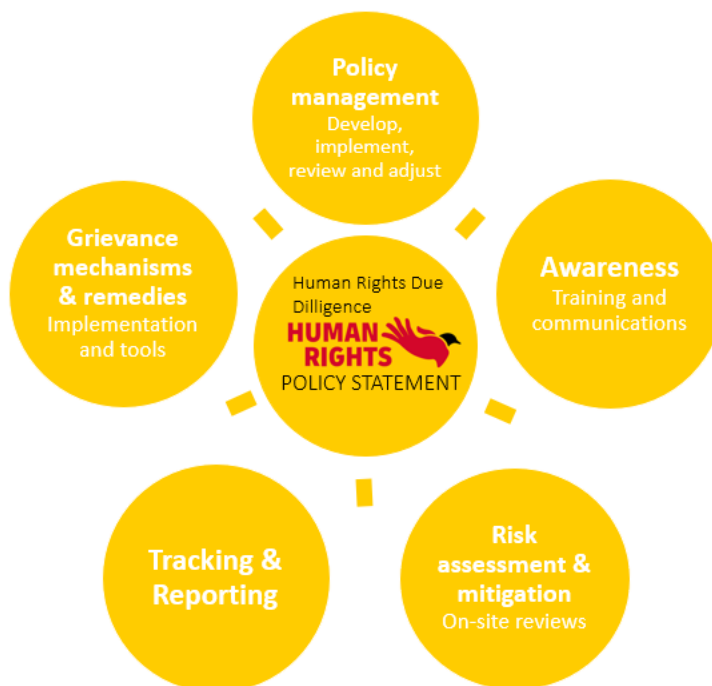 Policy
management
Develop,
implement,
review and adjust
Grievance
mechanisms
& remedies
Implementation
and tools
Awareness
Training and
communications
Human Rights Due
Dilligence
HUMAN
RIGHTS
POLICY STATEMENT
Tracking &
Reporting
Risk
assessment &
mitigation
On-site reviews